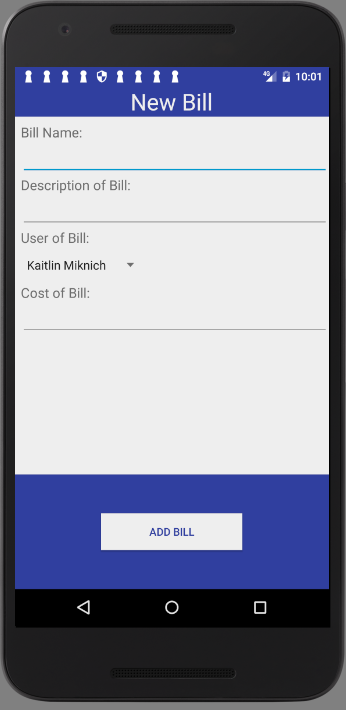 4G 10:01
New Bill
Bill Name:
Description of Bill:
User of Bill:
Kaitlin Miknich
Cost of Bill:
ADD BILL